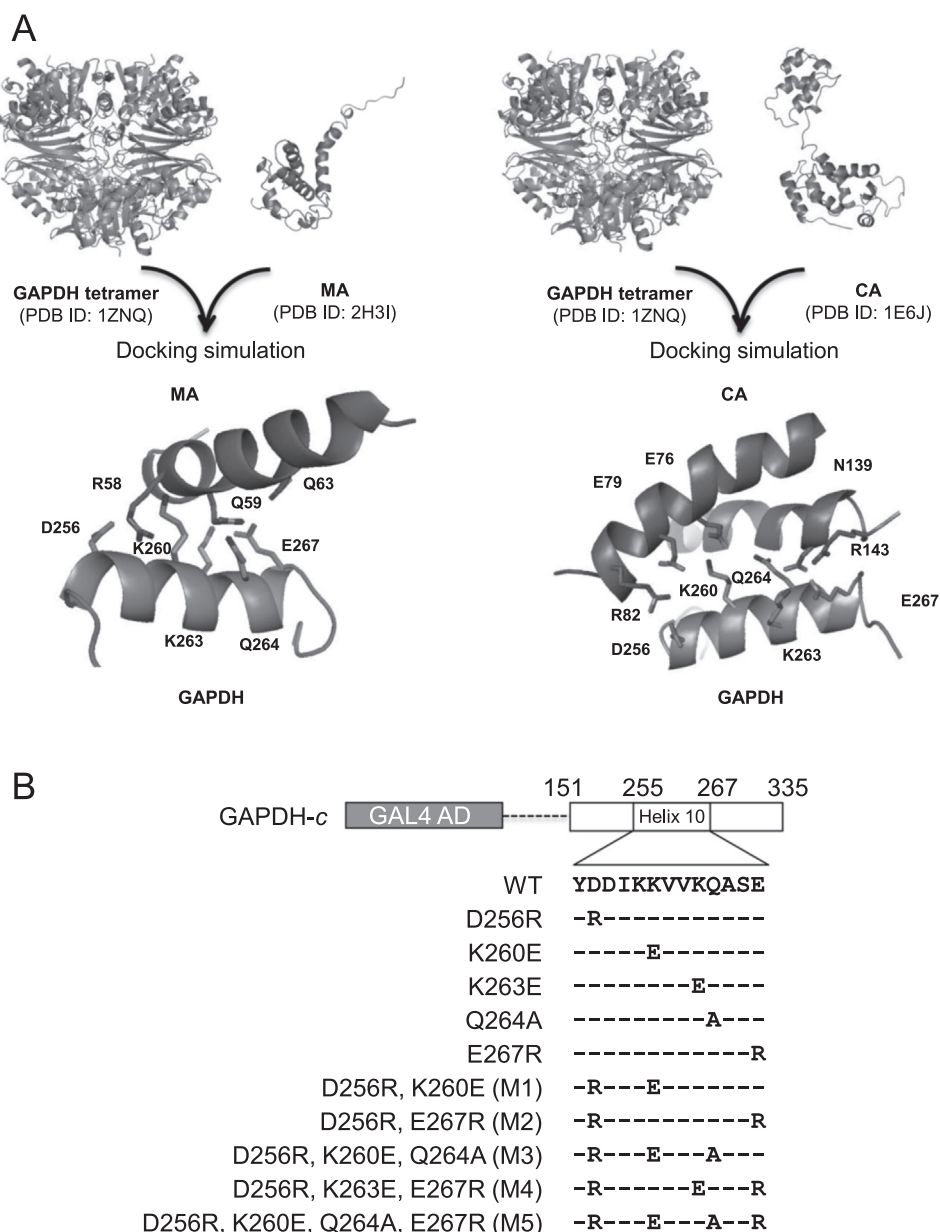 A
GAPDH tetramer
(PDB ID: 1ZNQ)
MA
(PDB ID: 2H3I)
Docking simulation
MA
R58
Q59
Q63
D256
K260
E267
K263
Q264
GAPDH
GAPDH tetramer
(PDB ID: 1ZNQ)
CA
(PDB ID: 1E6J)
Docking simulation
CA
E76
N139
E79
R143
Q264
K260
E267
R82
D256
K263
GAPDH
B
151 255 267 335
GAPDH-c GAL4 AD Helix 10
WT YDDIKKVVKQASE
D256R -R-----------
K260E -----E-------
K263E --------E----
Q264A ---------A---
E267R ------------R
D256R, K260E (M1) -R---E-------
D256R, E267R (M2) -R----------R
D256R, K260E, Q264A (M3) -R---E---A---
D256R, K263E, E267R (M4) -R------E---R
D256R, K260E, Q264A, E267R (M5) -R---E---A--R